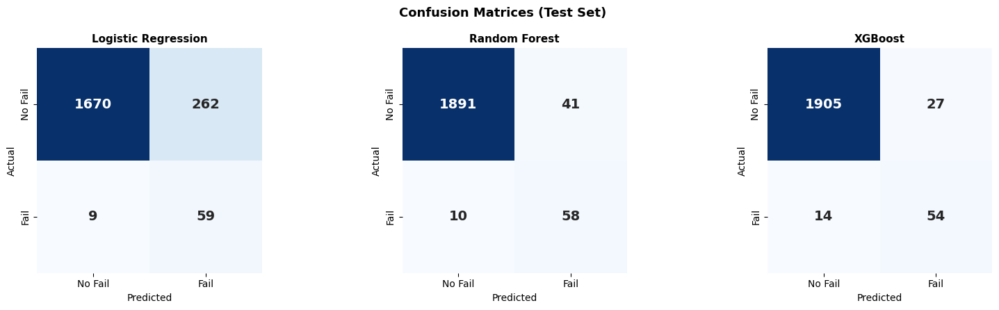 Confusion Matrices (Test Set)
Logistic Regression
Actual
No Fail
Fail
1670 262
9 59
No Fail Fail
Predicted
Random Forest
Actual
No Fail
Fail
1891 41
10 58
No Fail Fail
Predicted
XGBoost
Actual
No Fail
Fail
1905 27
14 54
No Fail Fail
Predicted